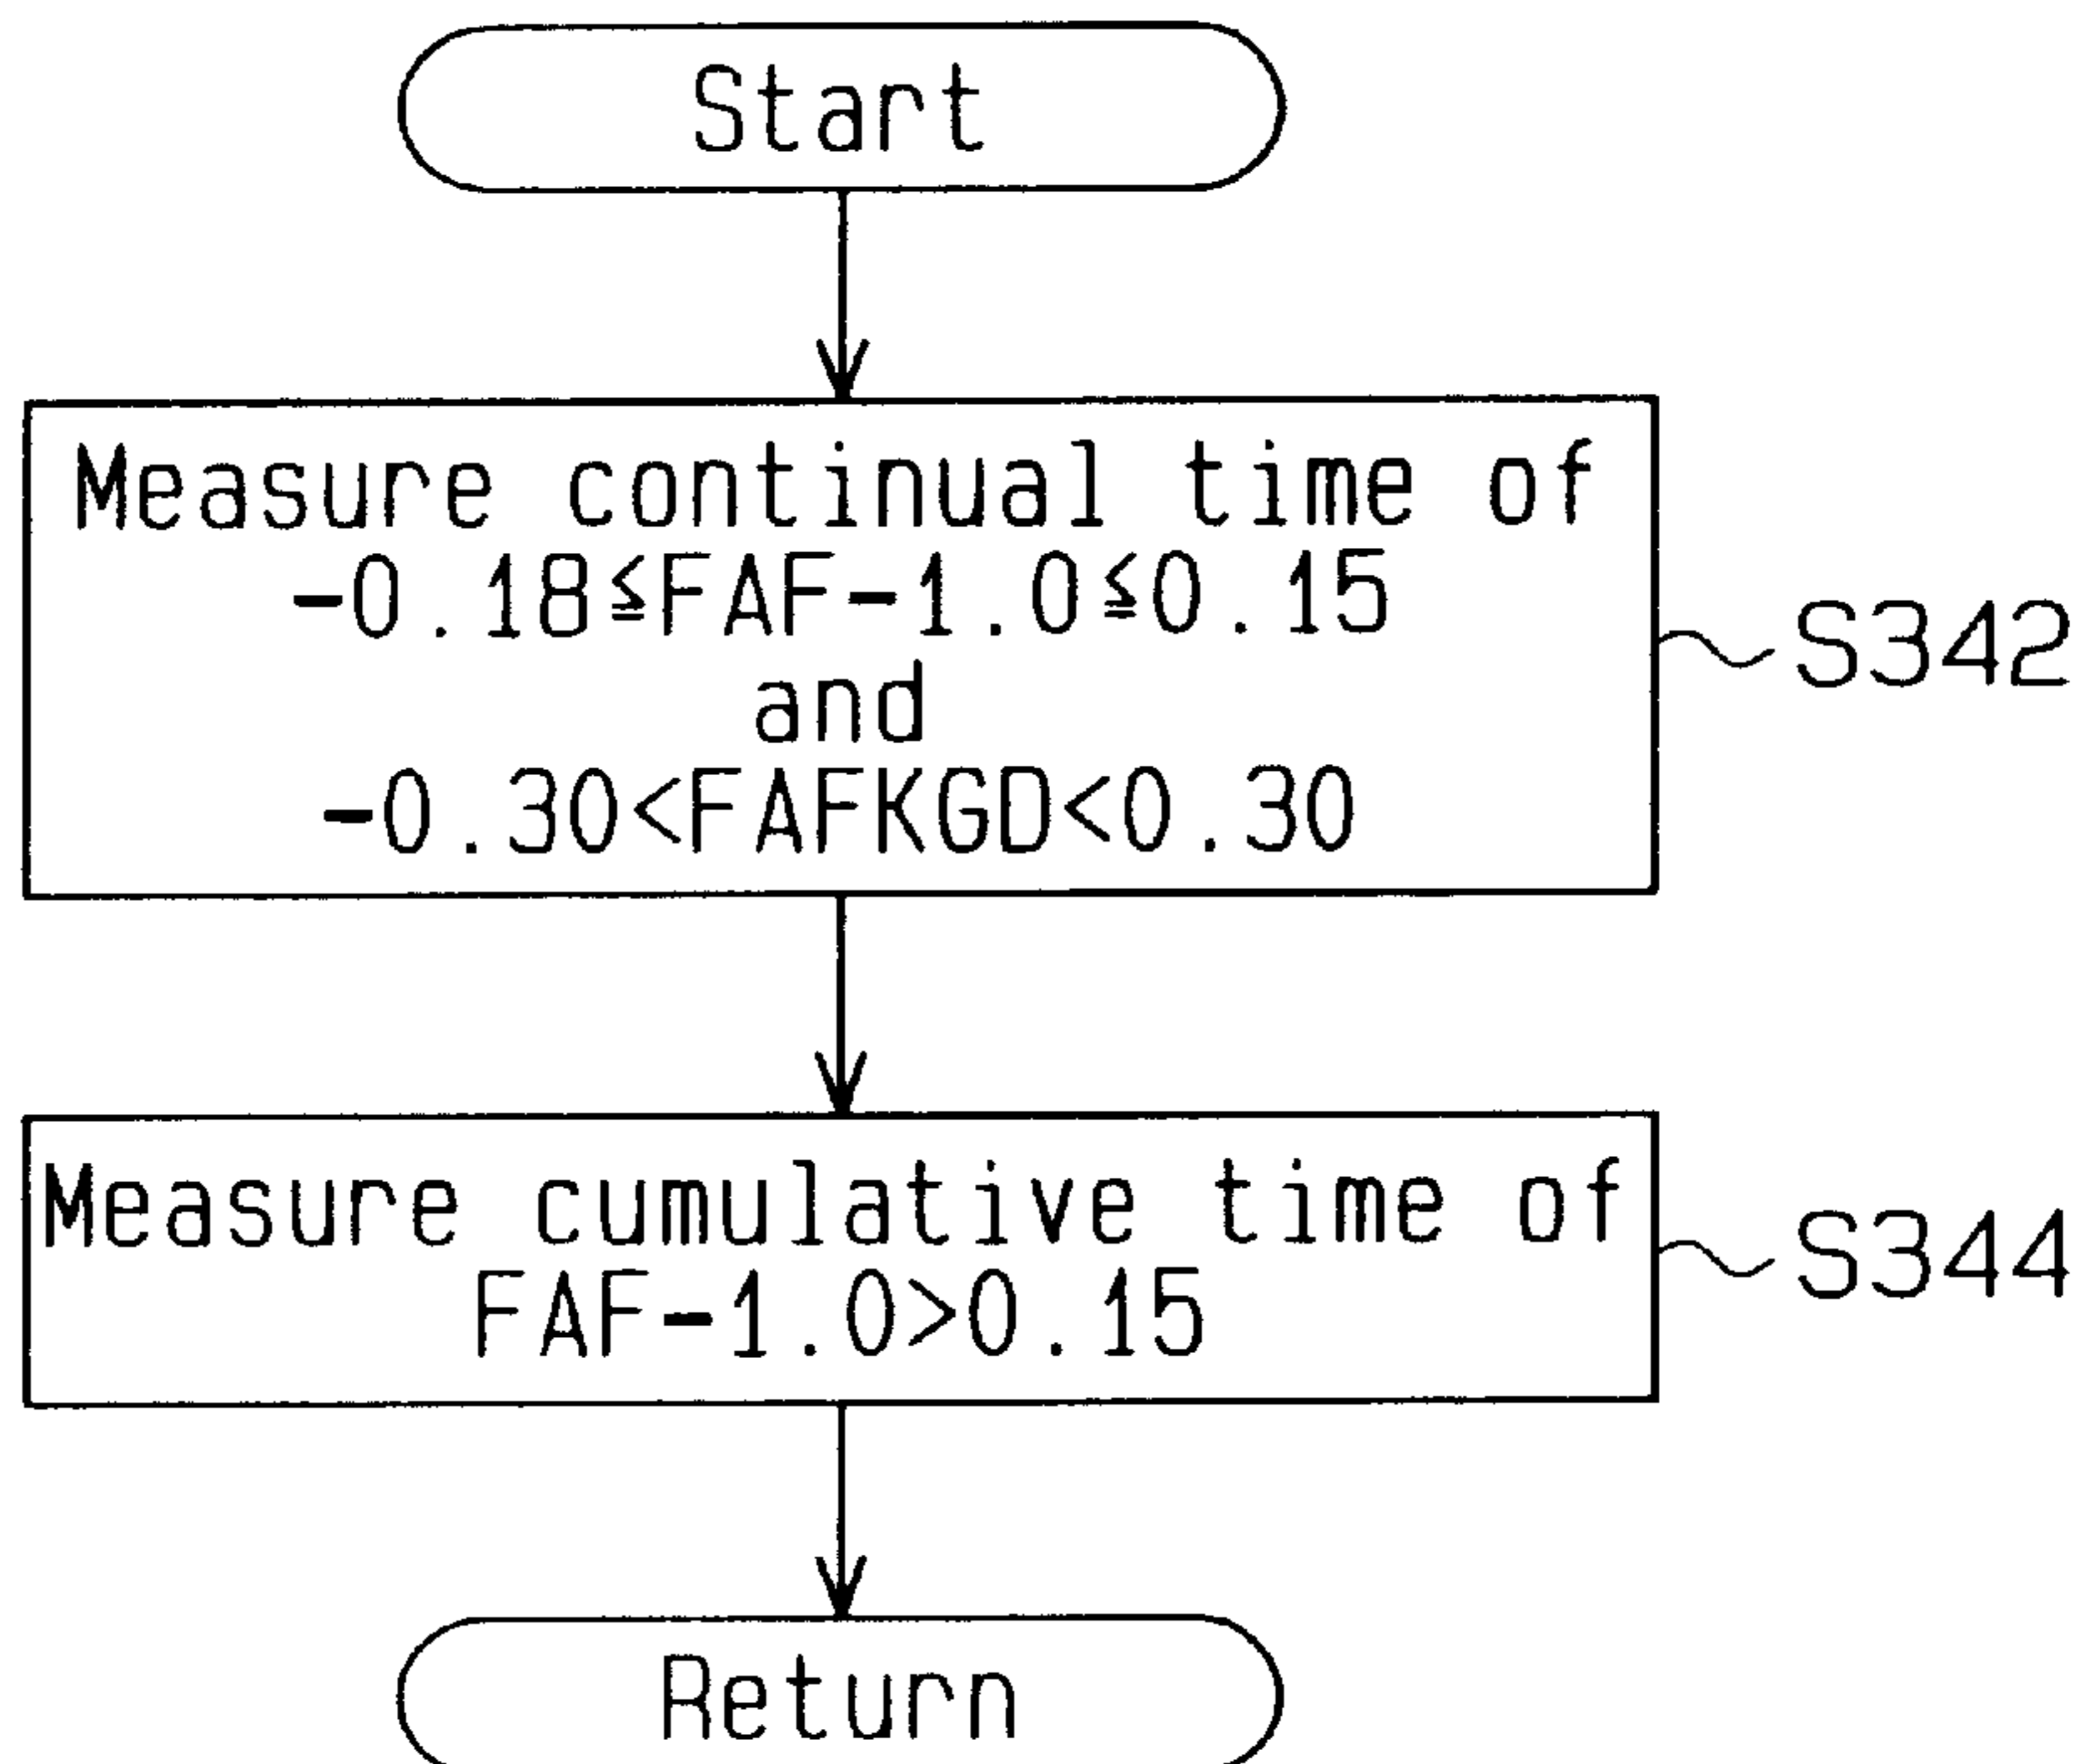 Start
Measure continual time of
-0.18≦FAF-1.0≦0.15
and
-0.30<FAFKGD<0.30
S342
Measure cumulative time of
FAF-1.0>0.15
S344
Return